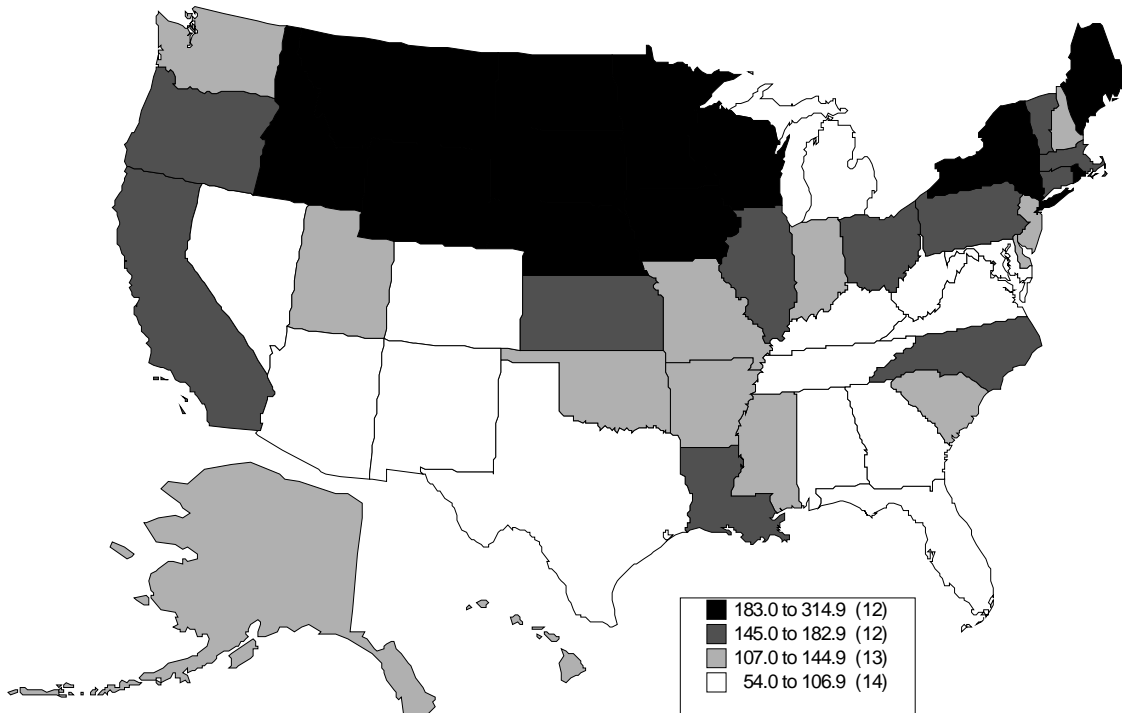 183.0 to 314.9 (12)
145.0 to 182.9 (12)
107.0 to 144.9 (13)
54.0 to 106.9 (14)